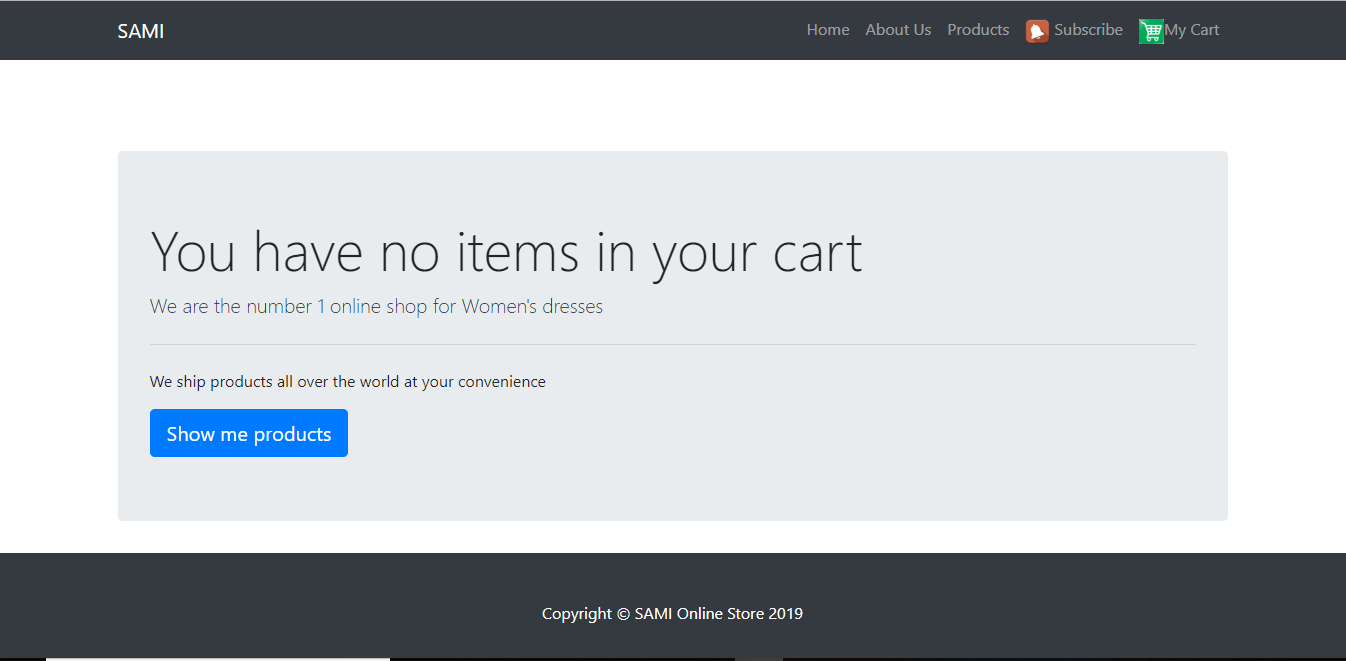 SAMI Home About Us Products Subscribe My Cart
You have no items in your cart
We are the number 1 online shop for Women's dresses
We ship products all over the world at your convenience
Show me products
Copyright © SAMI Online Store 2019